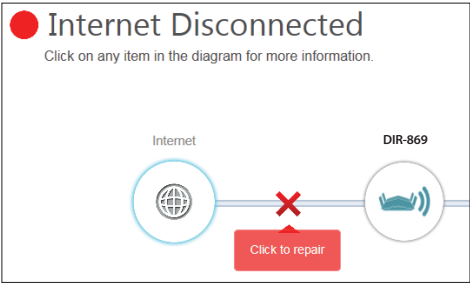 Internet Disconnected
Click on any item in the diagram for more information.
Internet
DIR-869
Click to repair